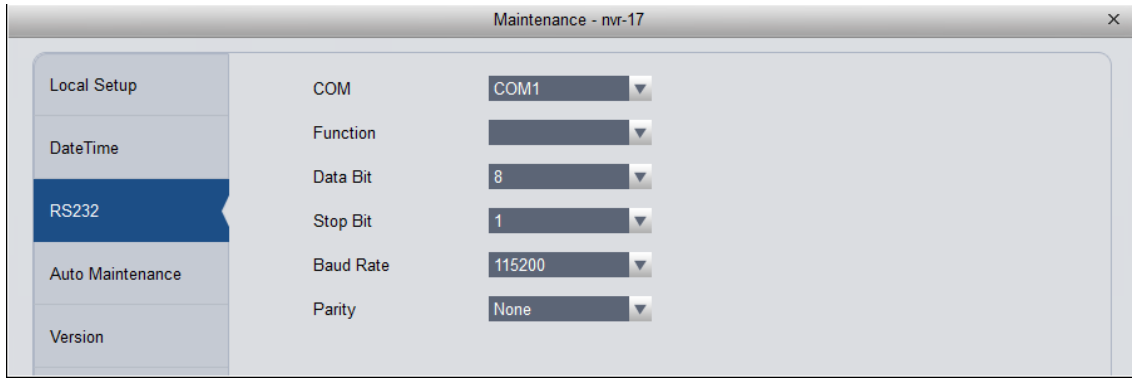 Maintenance - nvr-17
Local Setup
DateTime
RS232
Auto Maintenance
Version
COM COM1
Function
Data Bit 8
Stop Bit 1
Baud Rate 115200
Parity None